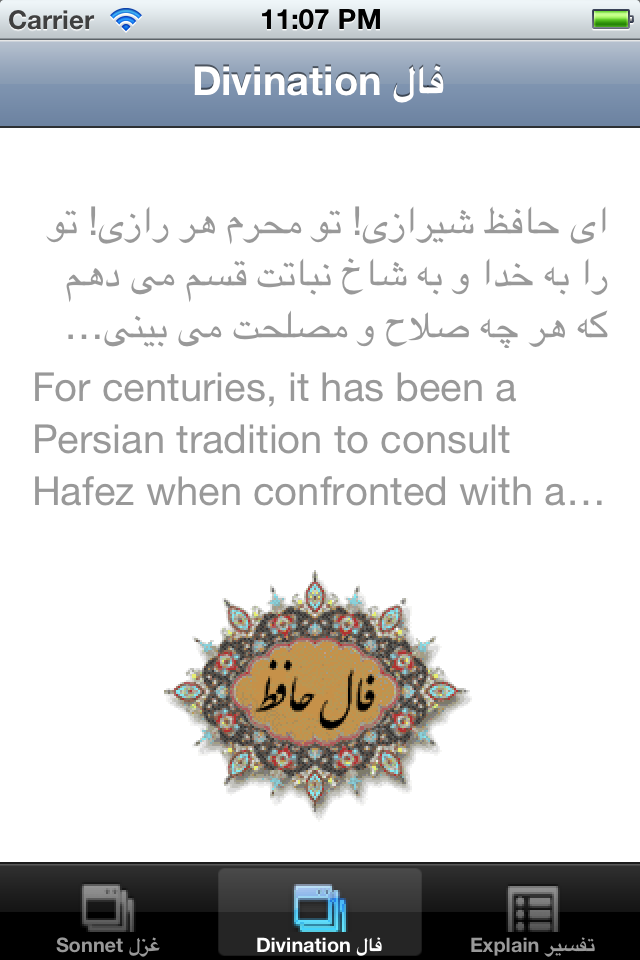 Carrier 11:07 PM
Divination فال
ای حافظ شیرازی! تو محرم هر رازی! تو
را به خدا و به شاخ نباتت قسم می دهم
که هر چه صلاح و مصلحت می بینی...
For centuries, it has been a
Persian tradition to consult
Hafez when confronted with a...
فال حافظ
Sonnet غزل
Divination فال
Explain تفسیر